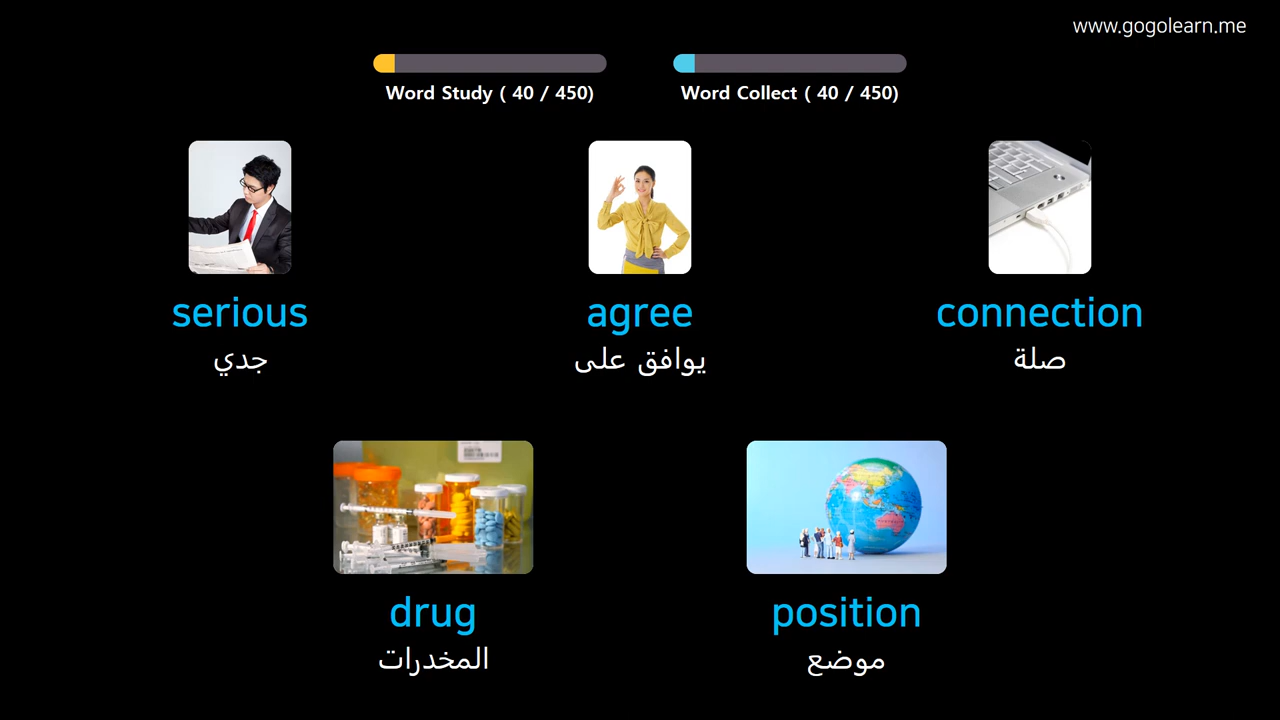 www.gogolearn.me
Word Study ( 40 / 450)
Word Collect ( 40 / 450)
serious
جدي
agree
يوافق على
connection
صلة
drug
المخدرات
position
موضع